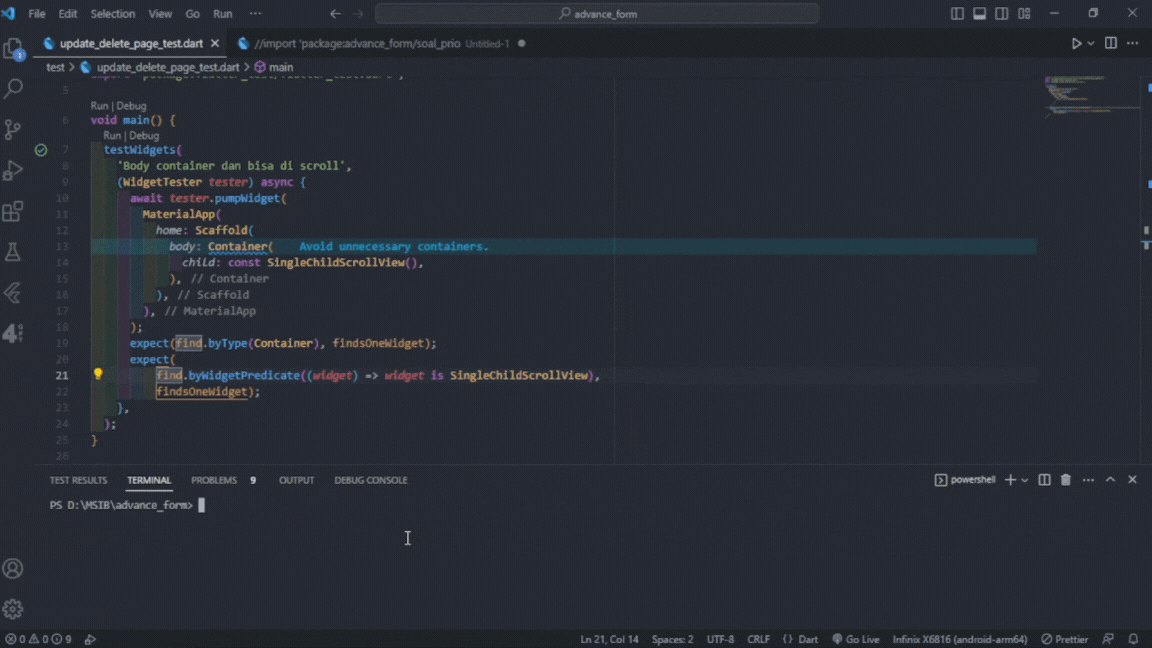 File Edit Selection View Go Run ··· advance_form
update_delete_page_test.dart //import 'package:advance_form/soal_prio Untitled-1
test > update_delete_page_test.dart > main
5
Run | Debug
6 void main() {
Run | Debug
7 testWidgets(
8 'Body container dan bisa di scroll',
9 (WidgetTester tester) async {
10 await tester.pumpWidget(
11 MaterialApp(
12 home: Scaffold(
13 body: Container( Avoid unnecessary containers.
14 child: const SingleChildScrollView(),
15 ), // Container
16 ), // Scaffold
17 ), // MaterialApp
18 );
19 expect(find.byType(Container), findsOneWidget);
20 expect(
21 find.byWidgetPredicate((widget) => widget is SingleChildScrollView),
22 findsOneWidget);
23 },
24 );
25 }
26
TEST RESULTS TERMINAL PROBLEMS 9 OUTPUT DEBUG CONSOLE powershell
PS D:\MSIB\advance_form>
0 0 9 Ln 21, Col 14 Spaces: 2 UTF-8 CRLF {} Dart Go Live Infinix X6816 (android-arm64) Prettier